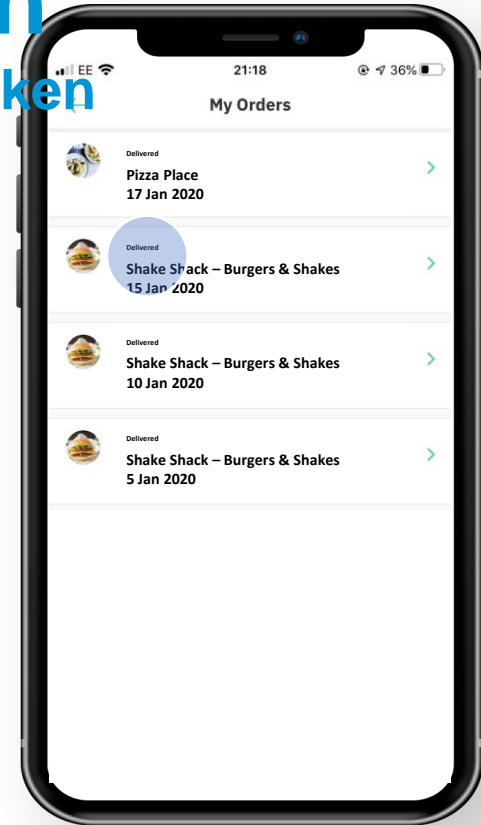 n
ken
EE
21:18
36%
My Orders
Delivered
Pizza Place
17 Jan 2020
Delivered
Shake Shack – Burgers & Shakes
15 Jan 2020
Delivered
Shake Shack – Burgers & Shakes
10 Jan 2020
Delivered
Shake Shack – Burgers & Shakes
5 Jan 2020